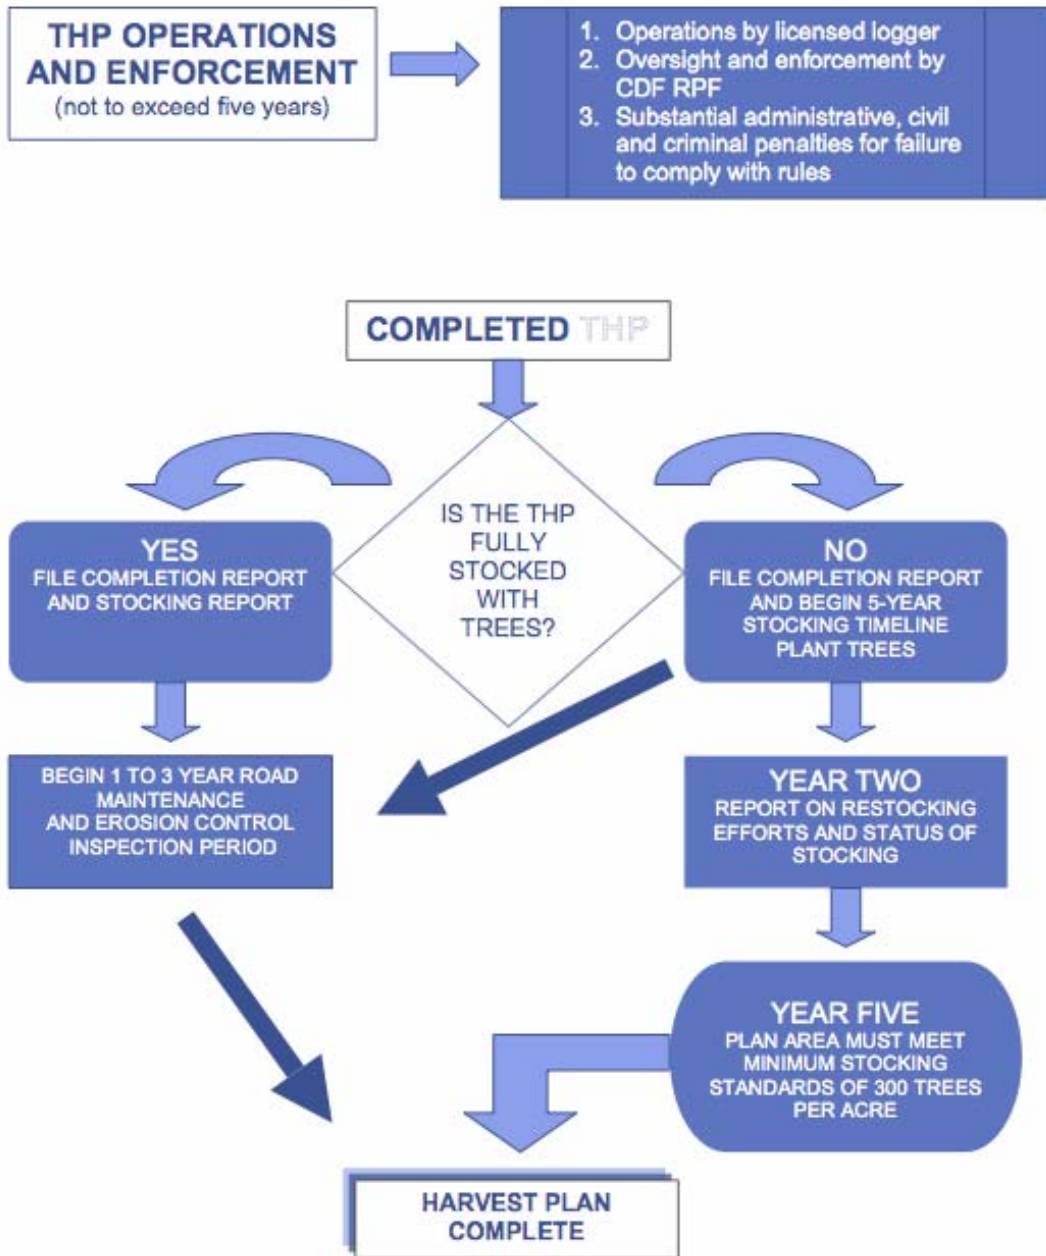 THP OPERATIONS
AND ENFORCEMENT
(not to exceed five years)
1. Operations by licensed logger
2. Oversight and enforcement by
CDF RPF
3. Substantial administrative, civil
and criminal penalties for failure
to comply with rules
COMPLETED THP
IS THE THP
FULLY
STOCKED
WITH
TREES?
YES
FILE COMPLETION REPORT
AND STOCKING REPORT
NO
FILE COMPLETION REPORT
AND BEGIN 5-YEAR
STOCKING TIMELINE
PLANT TREES
BEGIN 1 TO 3 YEAR ROAD
MAINTENANCE
AND EROSION CONTROL
INSPECTION PERIOD
YEAR TWO
REPORT ON RESTOCKING
EFFORTS AND STATUS OF
STOCKING
YEAR FIVE
PLAN AREA MUST MEET
MINIMUM STOCKING
STANDARDS OF 300 TREES
PER ACRE
HARVEST PLAN
COMPLETE